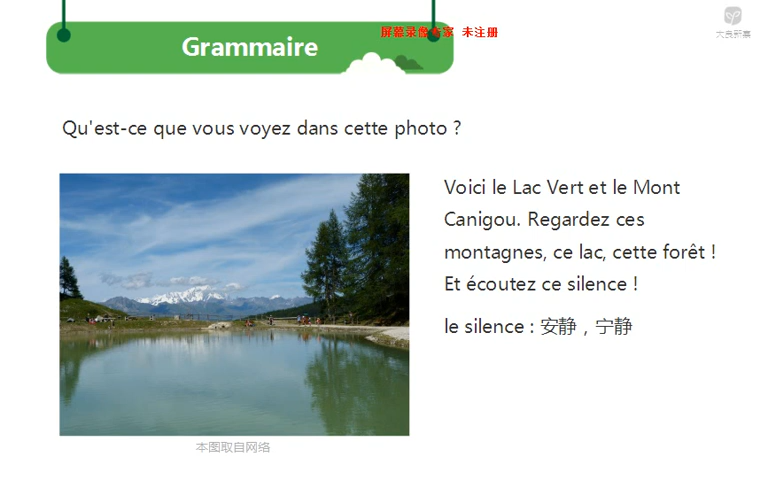 屏幕录像专家 未注册
Grammaire
大良新嘉
Qu'est-ce que vous voyez dans cette photo ?
Voici le Lac Vert et le Mont
Canigou. Regardez ces
montagnes, ce lac, cette forêt !
Et écoutez ce silence !
le silence : 安静，宁静
本图取自网络